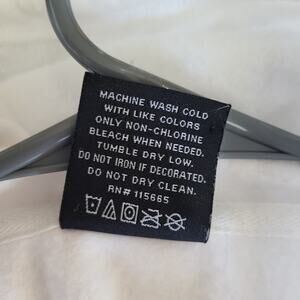 MACHINE WASH COLD
WITH LIKE COLORS
ONLY NON-CHLORINE
BLEACH WHEN NEEDED.
TUMBLE DRY LOW.
DO NOT IRON IF DECORATED.
DO NOT DRY CLEAN.
RN# 115665